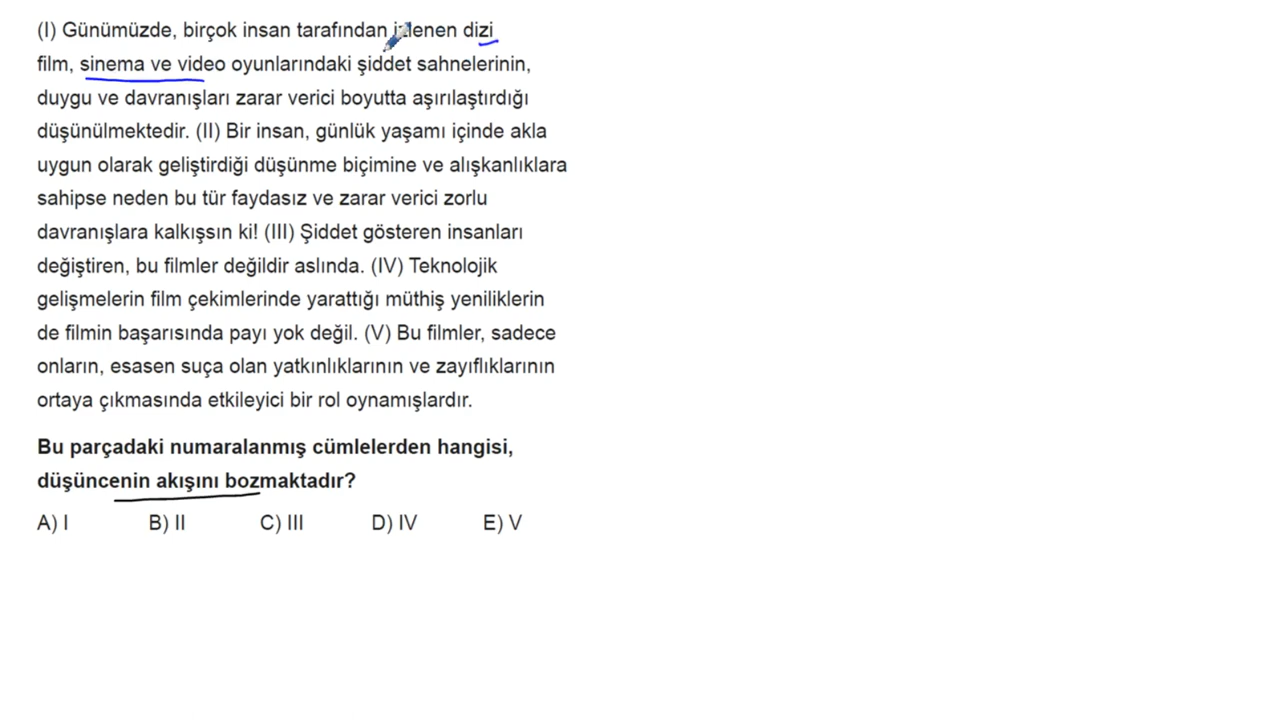 (I) Günümüzde, birçok insan tarafından izlenen dizi
film, sinema ve video oyunlarındaki şiddet sahnelerinin,
duygu ve davranışları zarar verici boyutta aşırılaştırdığı
düşünülmektedir. (II) Bir insan, günlük yaşamı içinde akla
uygun olarak geliştirdiği düşünme biçimine ve alışkanlıklara
sahipse neden bu tür faydasız ve zarar verici zorlu
davranışlara kalkışsın ki! (III) Şiddet gösteren insanları
değiştiren, bu filmler değildir aslında. (IV) Teknolojik
gelişmelerin film çekimlerinde yarattığı müthiş yeniliklerin
de filmin başarısında payı yok değil. (V) Bu filmler, sadece
onların, esasen suça olan yatkınlıklarının ve zayıflıklarının
ortaya çıkmasında etkileyici bir rol oynamışlardır.
Bu parçadaki numaralanmış cümlelerden hangisi,
düşüncenin akışını bozmaktadır?
A) I B) II C) III D) IV E) V